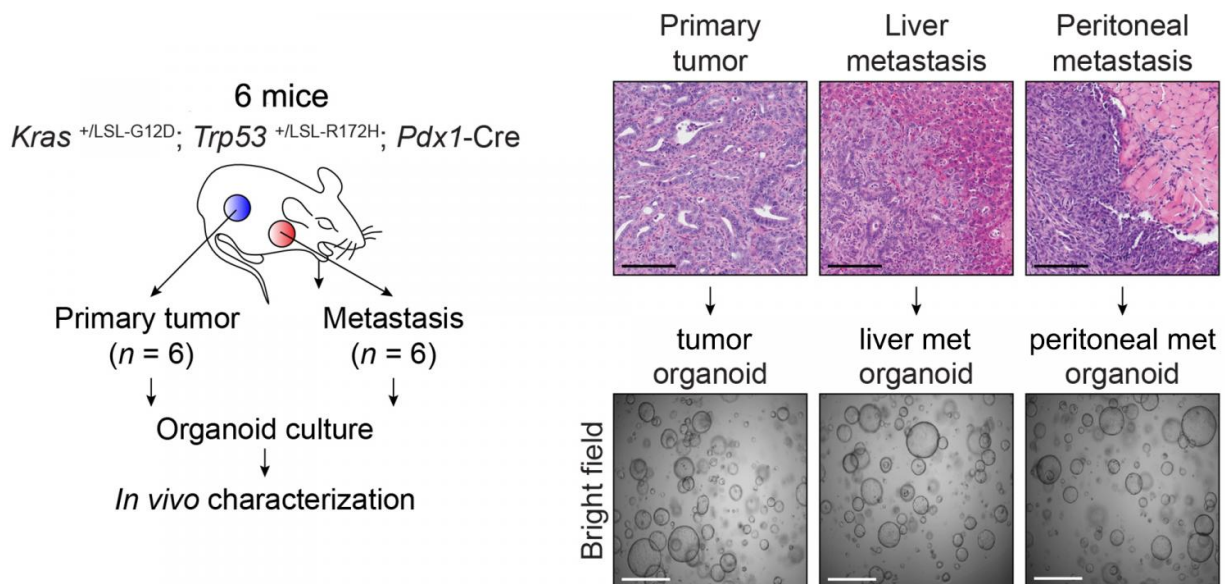 6 mice
Kras +/LSL-G12D; Trp53 +/LSL-R172H; Pdx1-Cre
Primary tumor
(n = 6)
Metastasis
(n = 6)
Organoid culture
In vivo characterization
Primary
tumor
Liver
metastasis
Peritoneal
metastasis
tumor
organoid
liver met
organoid
peritoneal met
organoid
Bright field